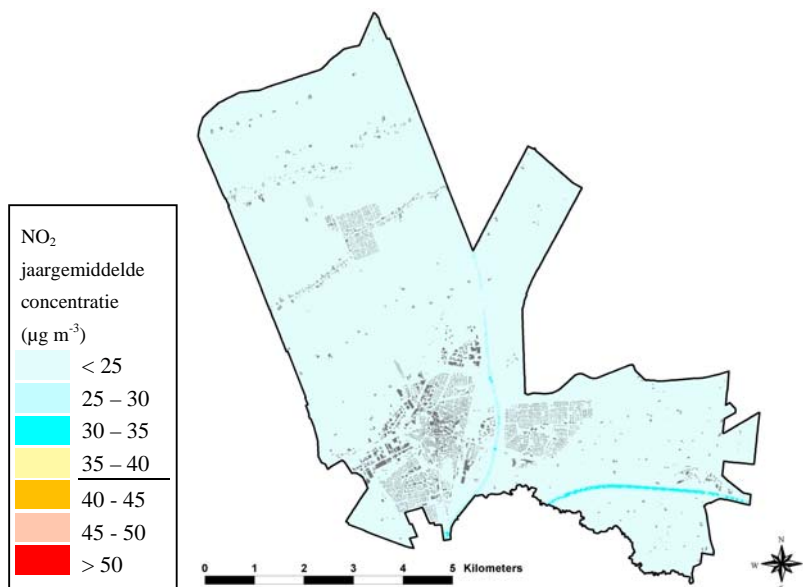 NO₂
jaargemiddelde
concentratie
(µg m⁻³)
< 25
25 – 30
30 – 35
35 – 40
40 - 45
45 - 50
> 50
0 1 2 3 4 5 Kilometers
N
W E
S